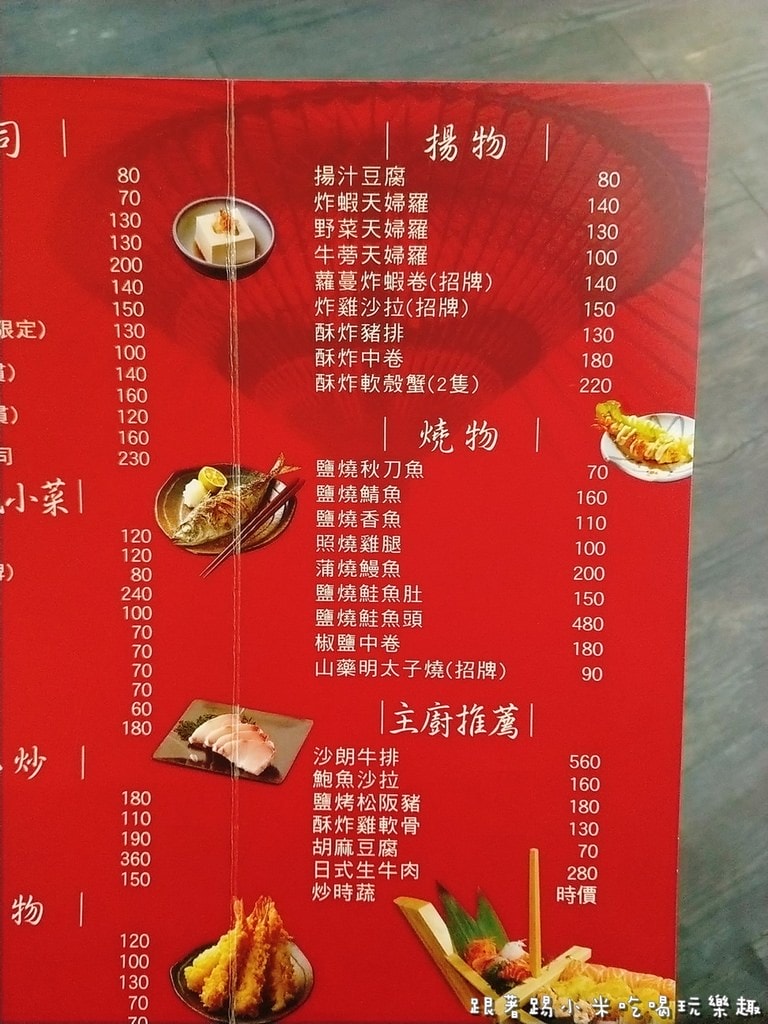 司
80
70
130
130
200
140
150
限定) 130
100
) 140
160
) 120
160
司 230
小菜
120
120
80
240
100
70
70
70
70
60
180
炒
180
110
190
360
150
物
120
100
130
70
70
揚物
揚汁豆腐 80
炸蝦天婦羅 140
野菜天婦羅 130
牛蒡天婦羅 100
蘿蔓炸蝦卷(招牌) 140
炸雞沙拉(招牌) 150
酥炸豬排 130
酥炸中卷 180
酥炸軟殼蟹(2隻) 220
燒物
鹽燒秋刀魚 70
鹽燒鯖魚 160
鹽燒香魚 110
照燒雞腿 100
蒲燒鰻魚 200
鹽燒鮭魚肚 150
鹽燒鮭魚頭 480
椒鹽中卷 180
山藥明太子燒(招牌) 90
主廚推薦
沙朗牛排 560
鮑魚沙拉 160
鹽烤松阪豬 180
酥炸雞軟骨 130
胡麻豆腐 70
日式生牛肉 280
炒時蔬 時價
跟著踢小米吃喝玩樂趣